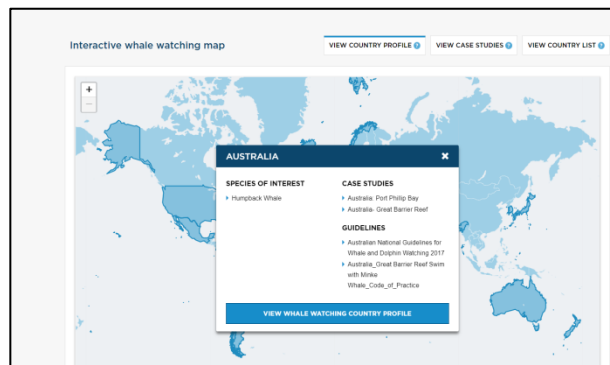 Interactive whale watching map
VIEW COUNTRY PROFILE ?
VIEW CASE STUDIES ?
VIEW COUNTRY LIST ?
+
−
AUSTRALIA ×
SPECIES OF INTEREST
Humpback Whale
CASE STUDIES
Australia: Port Phillip Bay
Australia- Great Barrier Reef
GUIDELINES
Australian National Guidelines for
Whale and Dolphin Watching 2017
Australia_Great Barrier Reef Swim
with Minke
Whale_Code_of_Practice
VIEW WHALE WATCHING COUNTRY PROFILE